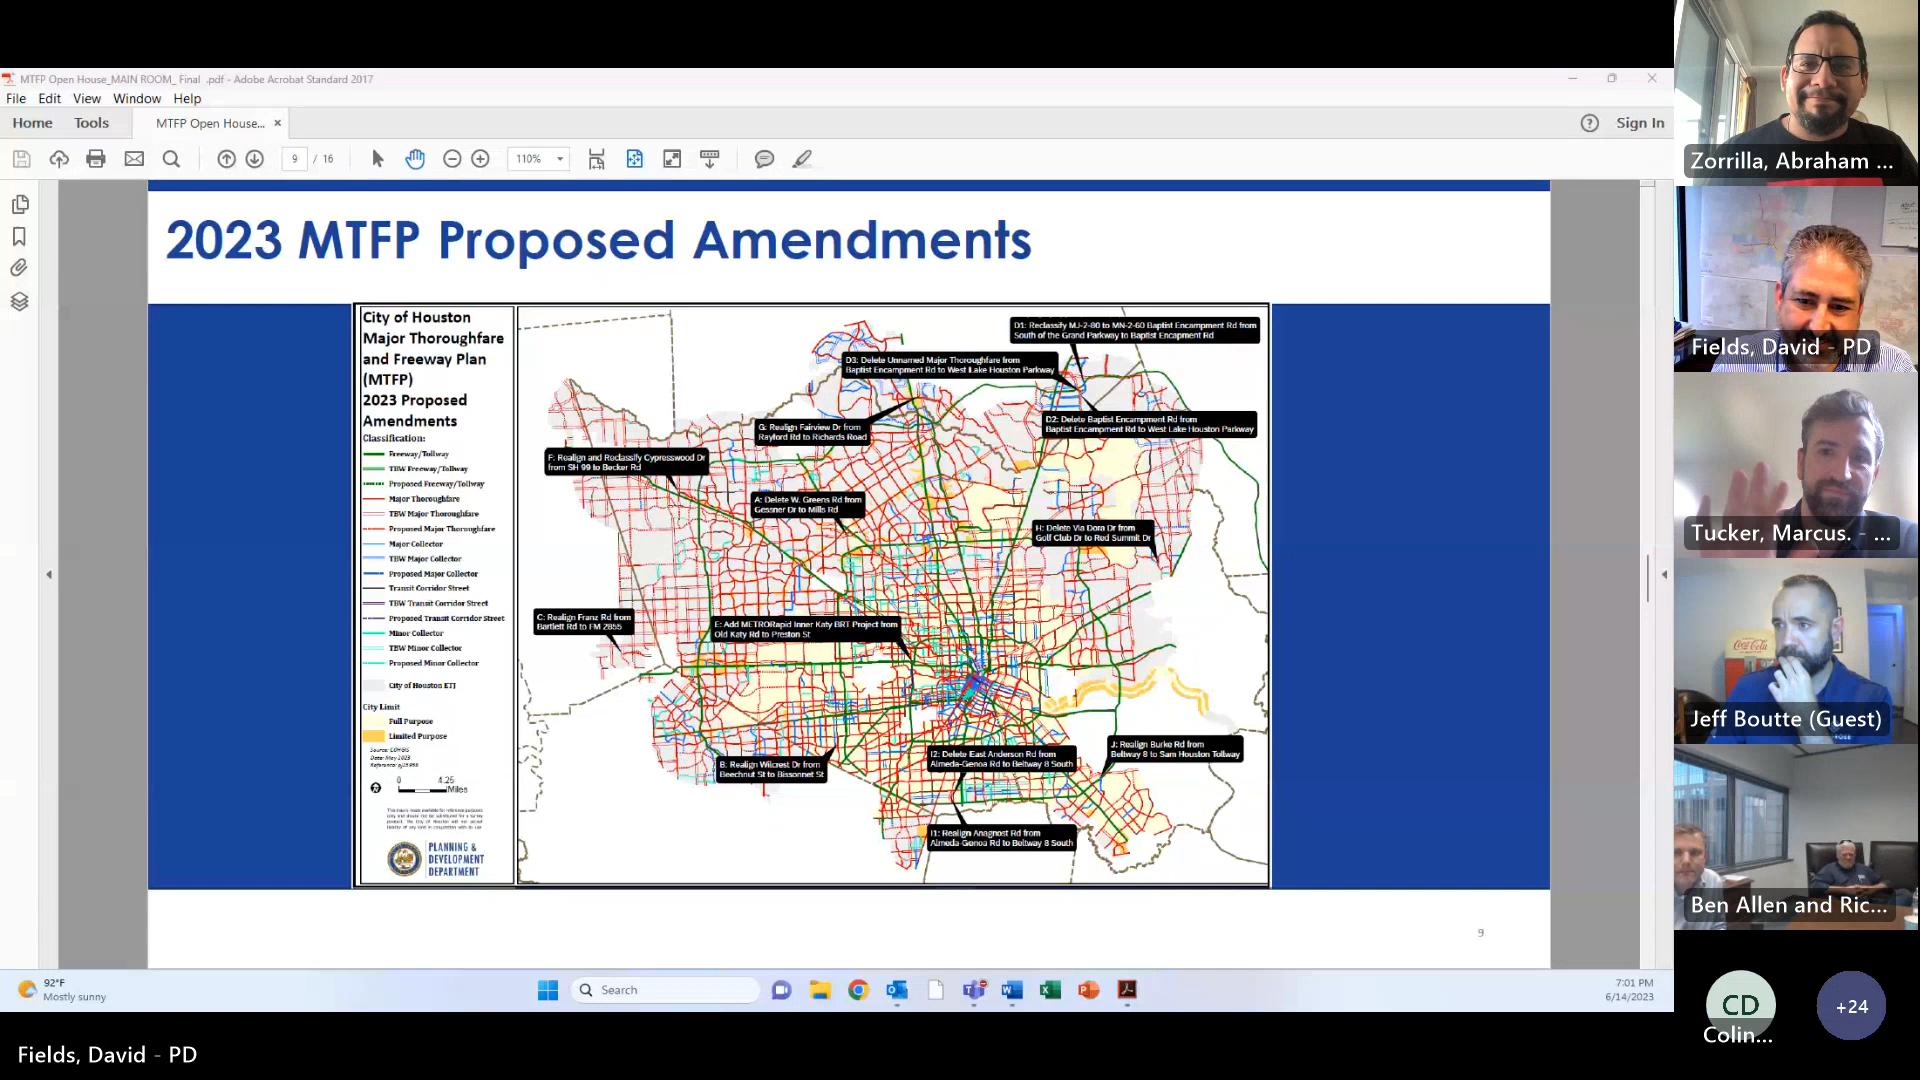 MTFP Open House_MAIN ROOM_ Final .pdf - Adobe Acrobat Standard 2017
File Edit View Window Help
Home Tools MTFP Open House... × Sign In
9 / 16 110%
2023 MTFP Proposed Amendments
City of Houston
Major Thoroughfare
and Freeway Plan
(MTFP)
2023 Proposed
Amendments
Classification:
Freeway/Tollway
TBW Freeway/Tollway
Proposed Freeway/Tollway
Major Thoroughfare
TBW Major Thoroughfare
Proposed Major Thoroughfare
Major Collector
TBW Major Collector
Proposed Major Collector
Transit Corridor Street
TBW Transit Corridor Street
Proposed Transit Corridor Street
Minor Collector
TBW Minor Collector
Proposed Minor Collector
City of Houston ETJ
City Limit
Full Purpose
Limited Purpose
Source: COHGIS
Date: May 2023
0 4.25
Miles
PLANNING &
DEVELOPMENT
DEPARTMENT
D1: Reclassify MJ-2-80 to MN-2-60 Baptist Encampment Rd from
South of the Grand Parkway to Baptist Encapment Rd
D3: Delete Unnamed Major Thoroughfare from
Baptist Encampment Rd to West Lake Houston Parkway
D2: Delete Baptist Encampment Rd from
Baptist Encampment Rd to West Lake Houston Parkway
G: Realign Fairview Dr from
Rayford Rd to Richards Road
F: Realign and Reclassify Cypresswood Dr
from SH 99 to Becker Rd
A: Delete W. Greens Rd from
Gessner Dr to Mills Rd
H: Delete Via Dora Dr from
Golf Club Dr to Red Summit Dr
C: Realign Franz Rd from
Bartlett Rd to FM 2855
E: Add METRORapid Inner Katy BRT Project from
Old Katy Rd to Preston St
B: Realign Wilcrest Dr from
Beechnut St to Bissonnet St
I2: Delete East Anderson Rd from
Almeda-Genoa Rd to Beltway 8 South
J: Realign Burke Rd from
Beltway 8 to Sam Houston Tollway
I1: Realign Anagnost Rd from
Almeda-Genoa Rd to Beltway 8 South
9
92°F
Mostly sunny
Search
7:01 PM
6/14/2023
Fields, David - PD
Zorrilla, Abraham ...
Fields, David - PD
Tucker, Marcus. - ...
Coca-Cola
Jeff Boutte (Guest)
Ben Allen and Ric...
CD
Colin...
+24